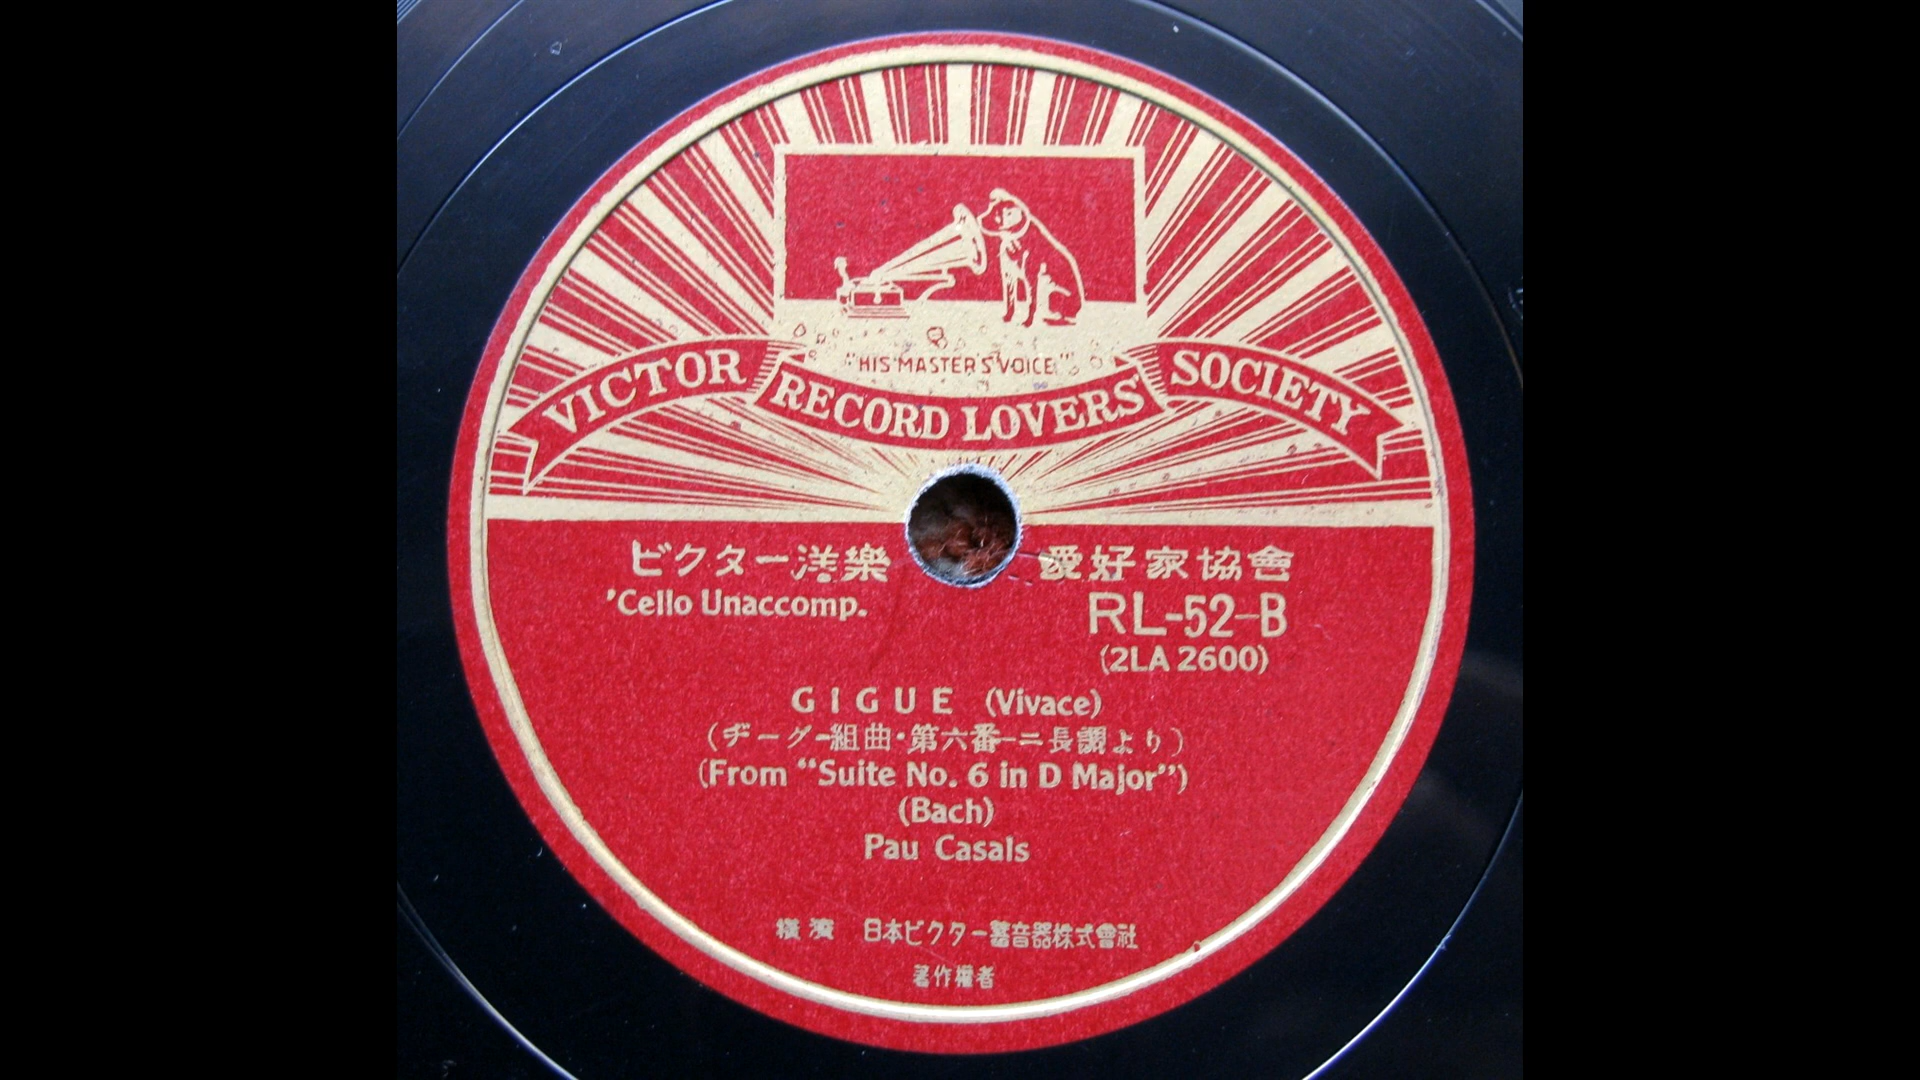 "HIS MASTER'S VOICE"
VICTOR RECORD LOVERS' SOCIETY
ビクター洋樂 愛好家協會
'Cello Unaccomp.
RL-52-B
(2LA 2600)
GIGUE (Vivace)
(ヂーグー組曲・第六番―ニ長調より)
(From "Suite No. 6 in D Major")
(Bach)
Pau Casals
横濱 日本ビクター蓄音器株式會社
著作權者